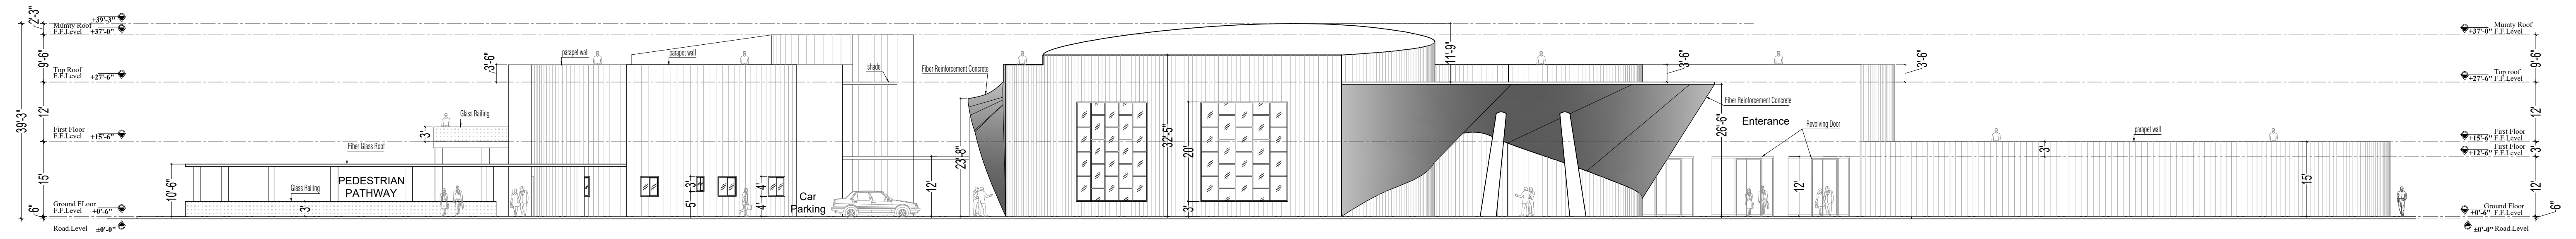 2'-3"
+39'-3"
Mumty Roof
F.F.Level +37'-0"
9'-6"
Top Roof
F.F.Level +27'-6"
12'
39'-3"
First Floor
F.F.Level +15'-6"
15'
Ground FLoor
F.F.Level +0'-6"
6"
Road.Level ±0'-0"
10'-6"
Fiber Glass Roof
Glass Railing
PEDESTRIAN
PATHWAY
3'
Glass Railing
3'
3'-6"
parapet wall
parapet wall
3'
5'
4'
4'
Car
Parking
shade
12'
Fiber Reinforcement Concrete
23'-8"
32'-5"
20'
3'
11'-9"
3'-6"
Fiber Reinforcement Concrete
26'-6"
Enterance
Revolving Door
12'
3'-6"
parapet wall
3'
15'
Mumty Roof
+37'-0" F.F.Level
9'-6"
Top roof
+27'-6" F.F.Level
12'
First Floor
+15'-6" F.F.Level
3'
First Floor
+12'-6" F.F.Level
12'
Ground Floor
+0'-6" F.F.Level
6"
±0'-0" Road.Level